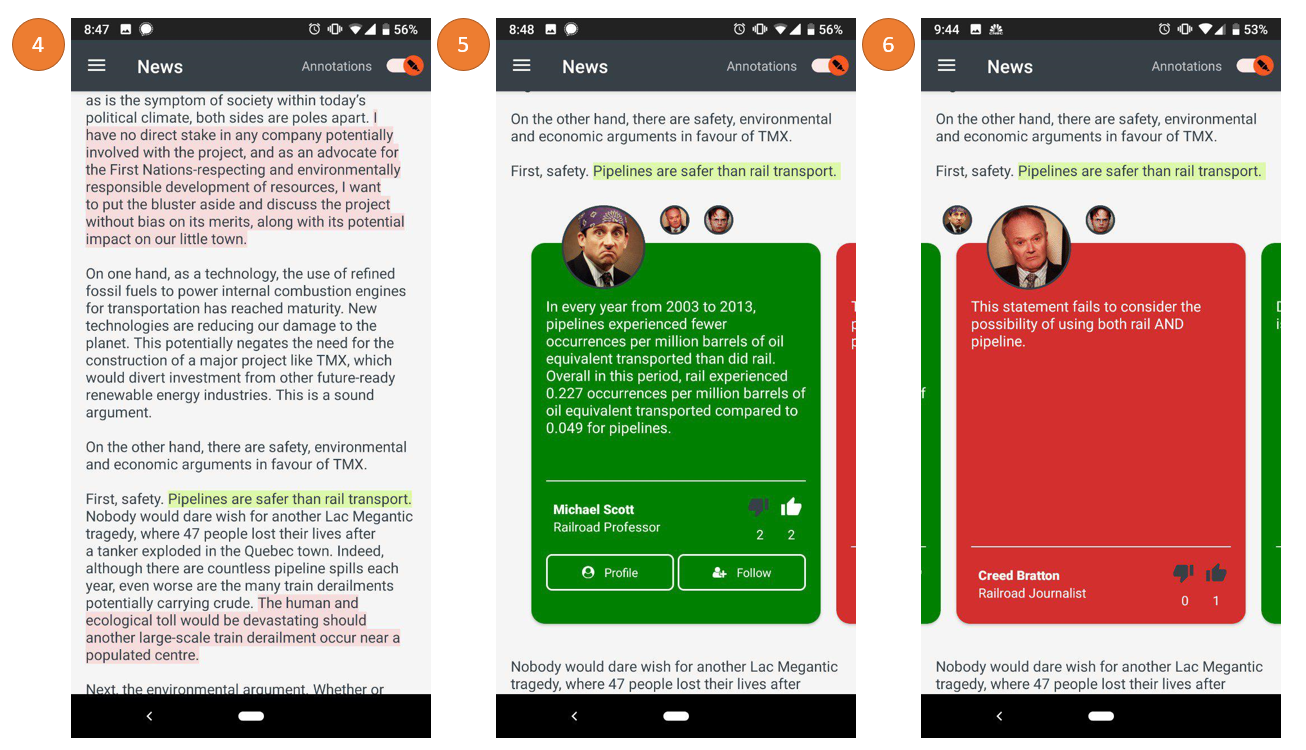 4
8:47
56%
News
Annotations
as is the symptom of society within today's
political climate, both sides are poles apart. I
have no direct stake in any company potentially
involved with the project, and as an advocate for
the First Nations-respecting and environmentally
responsible development of resources, I want
to put the bluster aside and discuss the project
without bias on its merits, along with its potential
impact on our little town.
On one hand, as a technology, the use of refined
fossil fuels to power internal combustion engines
for transportation has reached maturity. New
technologies are reducing our damage to the
planet. This potentially negates the need for the
construction of a major project like TMX, which
would divert investment from other future-ready
renewable energy industries. This is a sound
argument.
On the other hand, there are safety, environmental
and economic arguments in favour of TMX.
First, safety. Pipelines are safer than rail transport.
Nobody would dare wish for another Lac Megantic
tragedy, where 47 people lost their lives after
a tanker exploded in the Quebec town. Indeed,
although there are countless pipeline spills each
year, even worse are the many train derailments
potentially carrying crude. The human and
ecological toll would be devastating should
another large-scale train derailment occur near a
populated centre.
Next, the environmental argument. Whether or
5
8:48
56%
News
Annotations
On the other hand, there are safety, environmental
and economic arguments in favour of TMX.
First, safety. Pipelines are safer than rail transport.
In every year from 2003 to 2013,
pipelines experienced fewer
occurrences per million barrels of oil
equivalent transported than did rail.
Overall in this period, rail experienced
0.227 occurrences per million barrels of
oil equivalent transported compared to
0.049 for pipelines.
Michael Scott
Railroad Professor
2 2
Profile
Follow
Nobody would dare wish for another Lac Megantic
tragedy, where 47 people lost their lives after
6
9:44
53%
News
Annotations
On the other hand, there are safety, environmental
and economic arguments in favour of TMX.
First, safety. Pipelines are safer than rail transport.
This statement fails to consider the
possibility of using both rail AND
pipeline.
Creed Bratton
Railroad Journalist
0 1
Nobody would dare wish for another Lac Megantic
tragedy, where 47 people lost their lives after